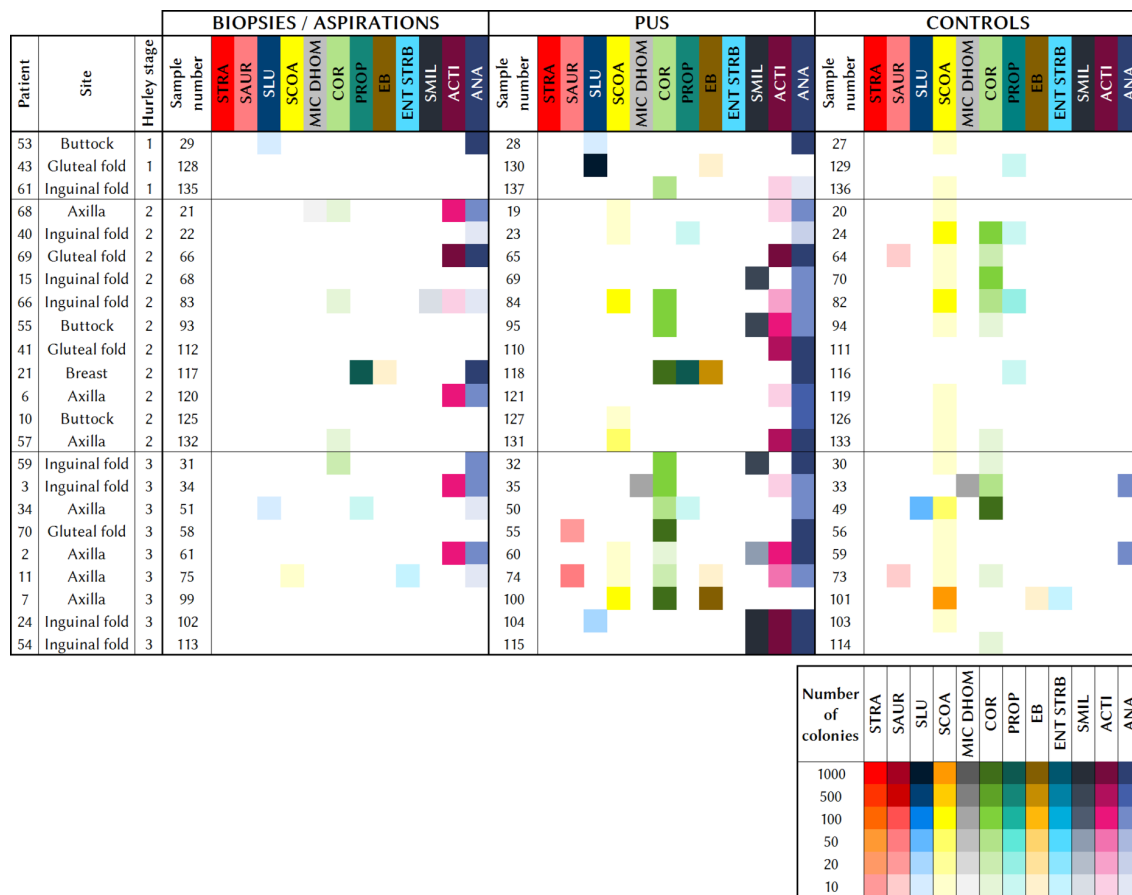 BIOPSIES / ASPIRATIONS PUS CONTROLS
Patient Site Hurley stage Sample number STRA SAUR SLU SCOA MIC DHOM COR PROP EB ENT STRB SMIL ACTI ANA Sample number STRA SAUR SLU SCOA MIC DHOM COR PROP EB ENT STRB SMIL ACTI ANA Sample number STRA SAUR SLU SCOA MIC DHOM COR PROP EB ENT STRB SMIL ACTI ANA
53 Buttock 1 29 28 27
43 Gluteal fold 1 128 130 129
61 Inguinal fold 1 135 137 136
68 Axilla 2 21 19 20
40 Inguinal fold 2 22 23 24
69 Gluteal fold 2 66 65 64
15 Inguinal fold 2 68 69 70
66 Inguinal fold 2 83 84 82
55 Buttock 2 93 95 94
41 Gluteal fold 2 112 110 111
21 Breast 2 117 118 116
6 Axilla 2 120 121 119
10 Buttock 2 125 127 126
57 Axilla 2 132 131 133
59 Inguinal fold 3 31 32 30
3 Inguinal fold 3 34 35 33
34 Axilla 3 51 50 49
70 Gluteal fold 3 58 55 56
2 Axilla 3 61 60 59
11 Axilla 3 75 74 73
7 Axilla 3 99 100 101
24 Inguinal fold 3 102 104 103
54 Inguinal fold 3 113 115 114
Number of colonies STRA SAUR SLU SCOA MIC DHOM COR PROP EB ENT STRB SMIL ACTI ANA
1000
500
100
50
20
10